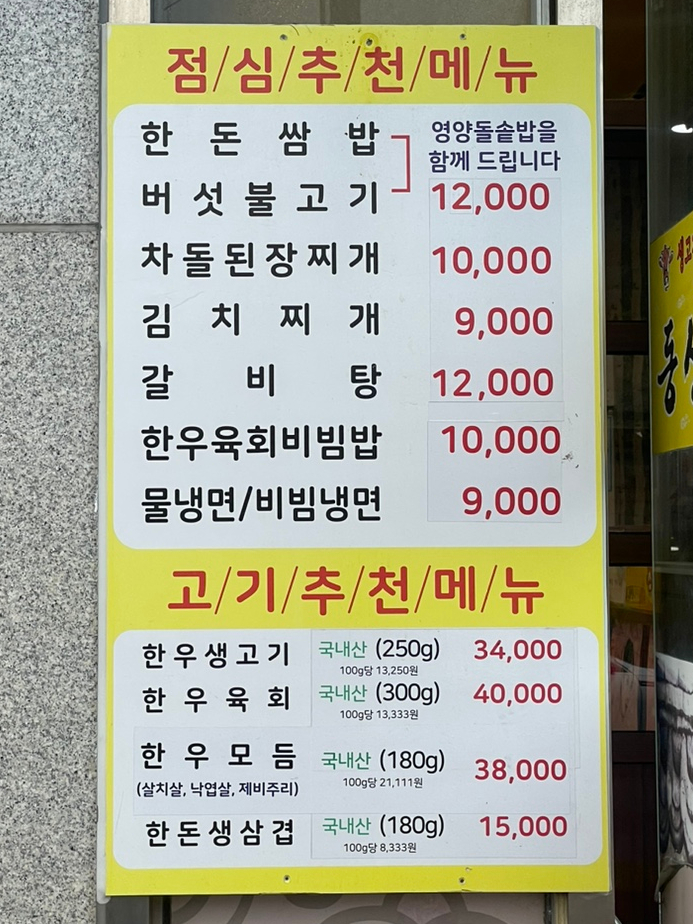 점/심/추/천/메/뉴
한돈쌈밥 영양돌솥밥을
함께 드립니다
버섯불고기 12,000
차돌된장찌개 10,000
김치찌개 9,000
갈비탕 12,000
한우육회비빔밥 10,000
물냉면/비빔냉면 9,000
고/기/추/천/메/뉴
한우생고기 국내산 (250g) 34,000
100g당 13,250원
한우육회 국내산 (300g) 40,000
100g당 13,333원
한우모듬 국내산 (180g) 38,000
(살치살, 낙엽살, 제비주리) 100g당 21,111원
한돈생삼겹 국내산 (180g) 15,000
100g당 8,333원